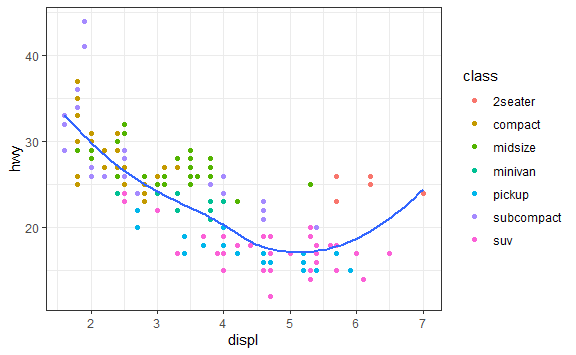 40
30
20
hwy
2 3 4 5 6 7
displ
class
2seater
compact
midsize
minivan
pickup
subcompact
suv